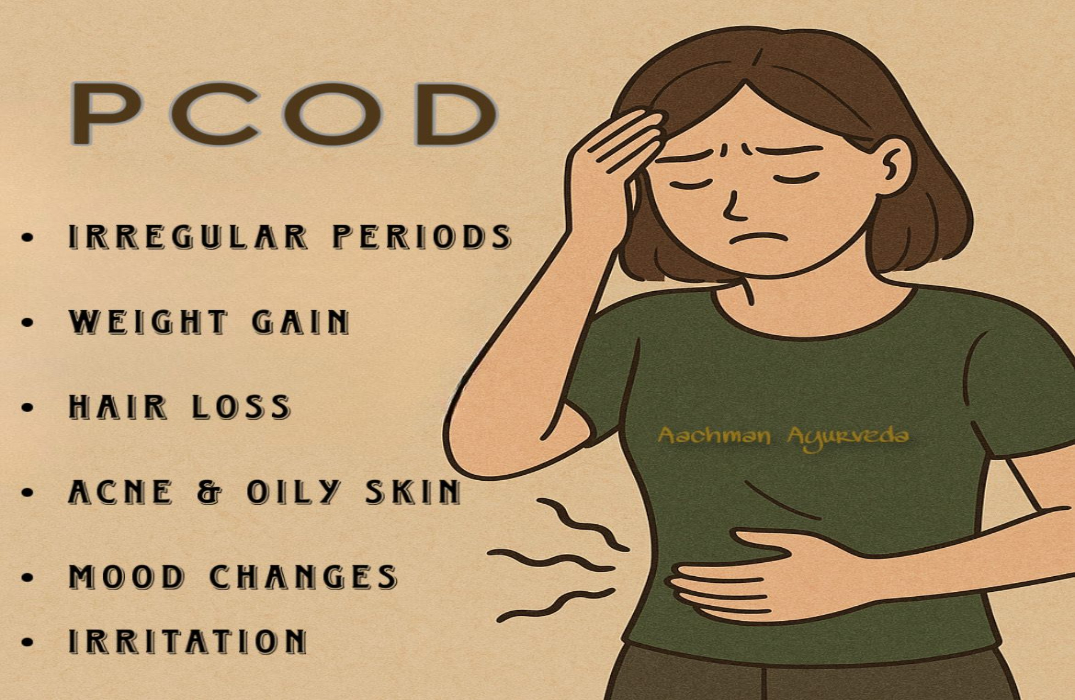 PCOD
• IRREGULAR PERIODS
• WEIGHT GAIN
• HAIR LOSS
• ACNE & OILY SKIN
• MOOD CHANGES
• IRRITATION
Aachman Ayurveda